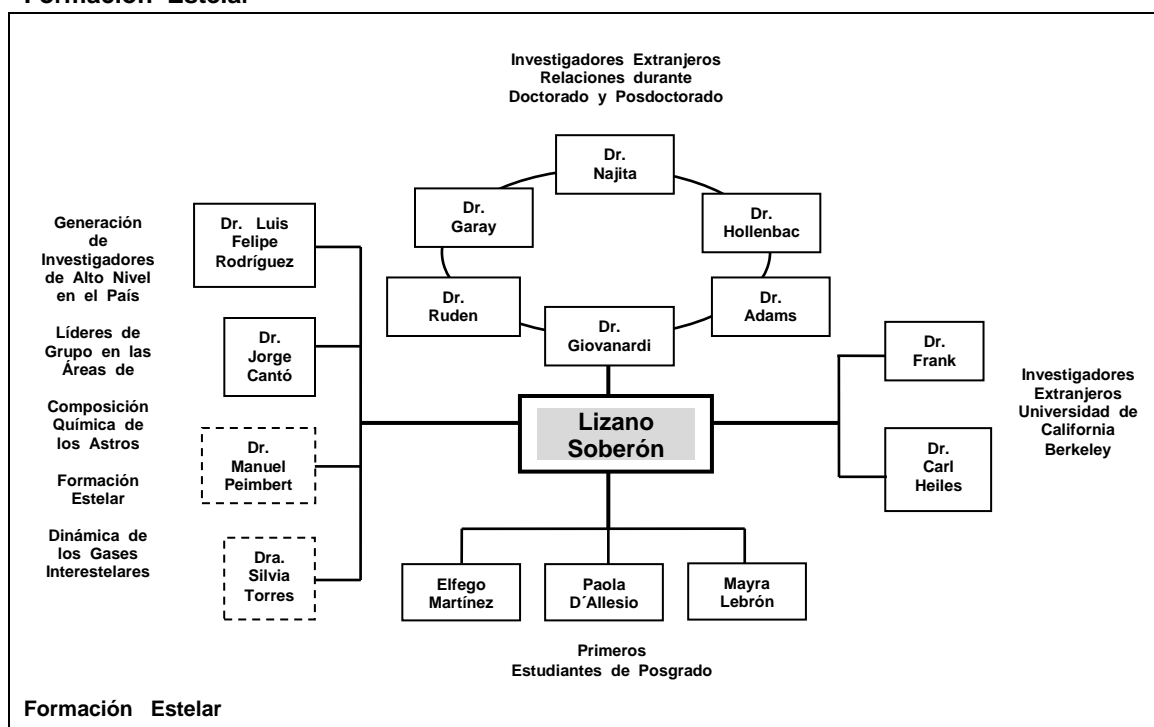 Formación Estelar
Investigadores Extranjeros
Relaciones durante
Doctorado y Posdoctorado
Dr.
Najita
Dr.
Garay
Dr.
Hollenbac
Dr.
Ruden
Dr.
Adams
Dr.
Giovanardi
Generación
de
Investigadores
de Alto Nivel
en el País
Líderes de
Grupo en las
Áreas de
Composición
Química de
los Astros
Formación
Estelar
Dinámica de
los Gases
Interestelares
Dr. Luis
Felipe
Rodríguez
Dr.
Jorge
Cantó
Dr.
Manuel
Peimbert
Dra.
Silvia
Torres
Lizano
Soberón
Dr.
Frank
Dr.
Carl
Heiles
Investigadores
Extranjeros
Universidad de
California
Berkeley
Elfego
Martínez
Paola
D´Allesio
Mayra
Lebrón
Primeros
Estudiantes de Posgrado
Formación Estelar